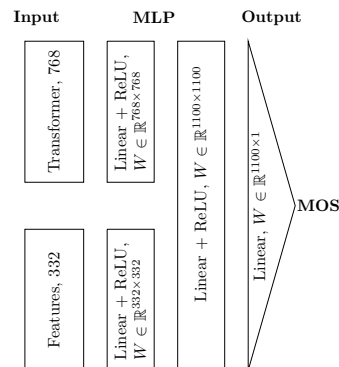 Input
MLP
Output
Transformer, 768
Linear + ReLU,
W ∈ ℝ^{768×768}
Features, 332
Linear + ReLU,
W ∈ ℝ^{332×332}
Linear + ReLU, W ∈ ℝ^{1100×1100}
Linear, W ∈ ℝ^{1100×1}
MOS